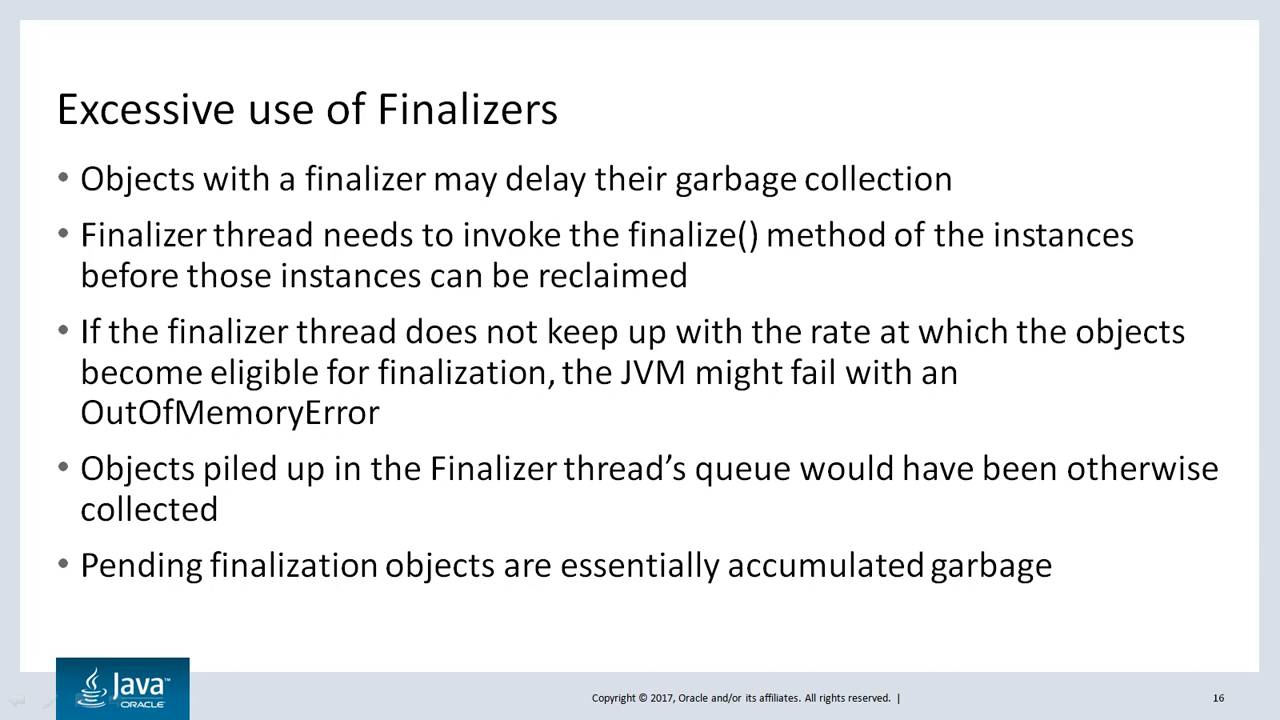 Excessive use of Finalizers
• Objects with a finalizer may delay their garbage collection
• Finalizer thread needs to invoke the finalize() method of the instances
before those instances can be reclaimed
• If the finalizer thread does not keep up with the rate at which the objects
become eligible for finalization, the JVM might fail with an
OutOfMemoryError
• Objects piled up in the Finalizer thread’s queue would have been otherwise
collected
• Pending finalization objects are essentially accumulated garbage
Java™
ORACLE®
Copyright © 2017, Oracle and/or its affiliates. All rights reserved. |
16